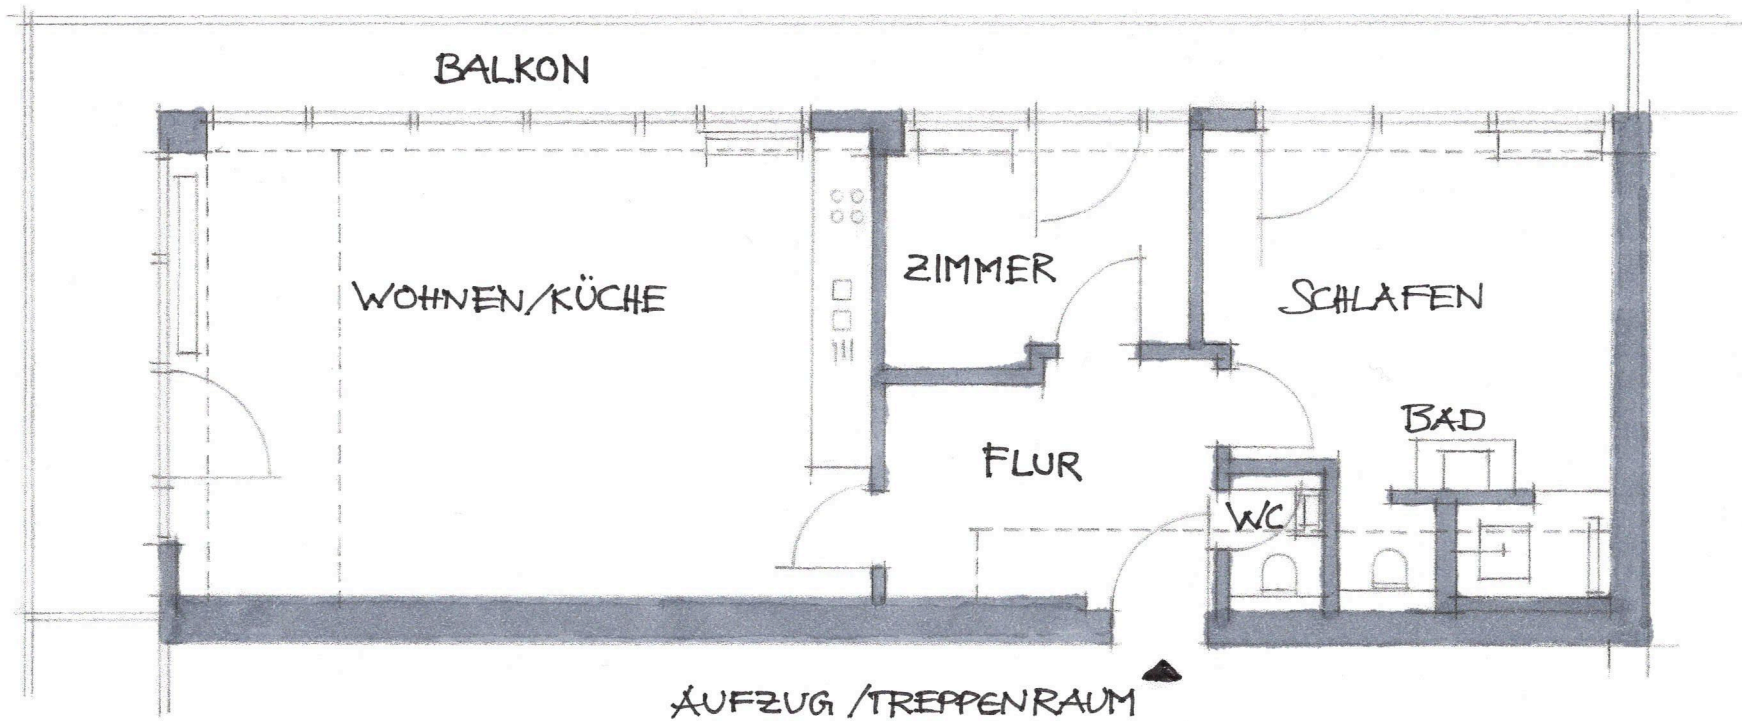 BALKON
ZIMMER
WOHNEN/KÜCHE
SCHLAFEN
BAD
FLUR
WC
AUFZUG /TREPPENRAUM